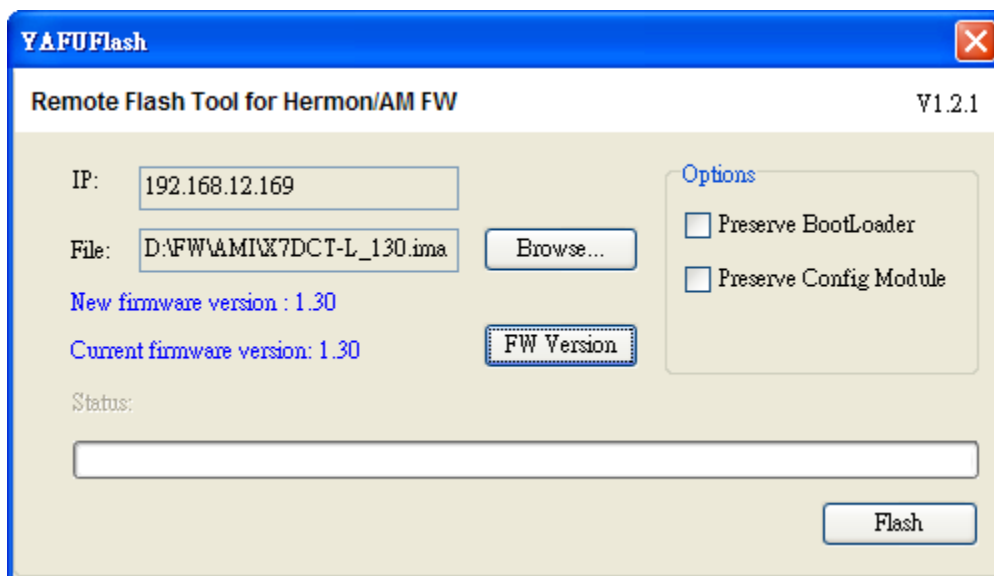 YAFUFlash
Remote Flash Tool for Hermon/AM FW V1.2.1
IP: 192.168.12.169
File: D:\FW\AMI\X7DCT-L_130.ima Browse...
New firmware version : 1.30
Current firmware version: 1.30 FW Version
Options
Preserve BootLoader
Preserve Config Module
Status:
Flash